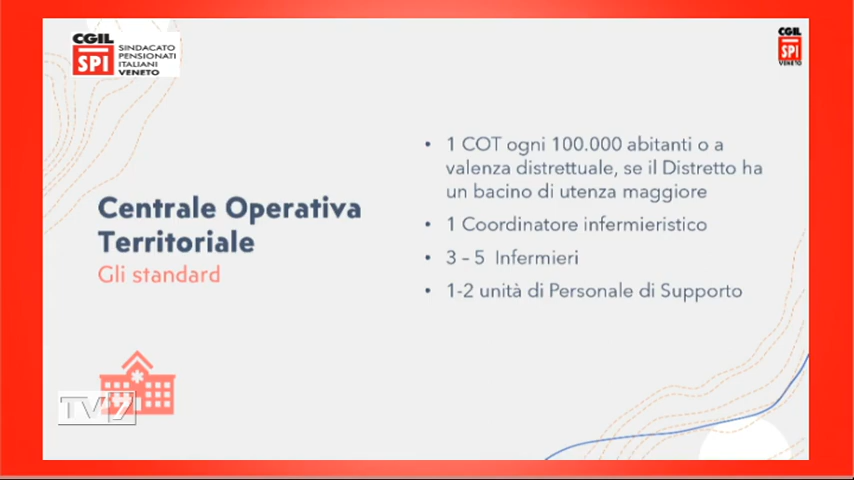 CGIL
SPI
SINDACATO
PENSIONATI
ITALIANI
VENETO
CGIL
SPI
VENETO
Centrale Operativa
Territoriale
Gli standard
• 1 COT ogni 100.000 abitanti o a
valenza distrettuale, se il Distretto ha
un bacino di utenza maggiore
• 1 Coordinatore infermieristico
• 3 – 5 Infermieri
• 1-2 unità di Personale di Supporto
TV7